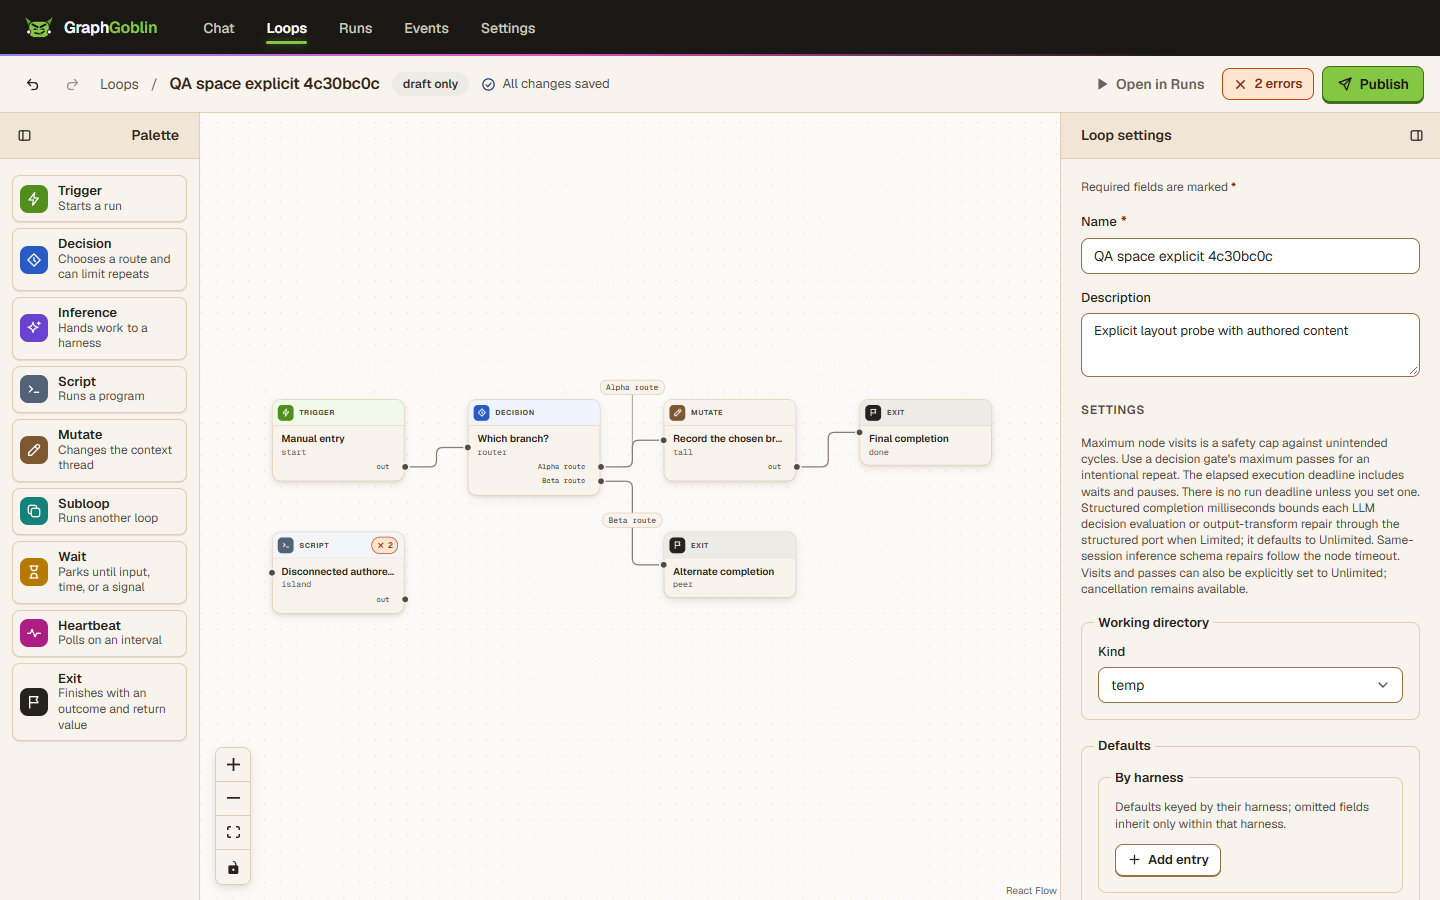 GraphGoblin
Chat
Loops
Runs
Events
Settings
Loops / QA space explicit 4c30bc0c
draft only
All changes saved
Open in Runs
2 errors
Publish
Palette
Trigger
Starts a run
Decision
Chooses a route and
can limit repeats
Inference
Hands work to a
harness
Script
Runs a program
Mutate
Changes the context
thread
Subloop
Runs another loop
Wait
Parks until input,
time, or a signal
Heartbeat
Polls on an interval
Exit
Finishes with an
outcome and return
value
TRIGGER
Manual entry
start
out
DECISION
Which branch?
router
Alpha route
Beta route
Alpha route
MUTATE
Record the chosen br...
tall
out
EXIT
Final completion
done
Beta route
SCRIPT
2
Disconnected authore...
island
out
EXIT
Alternate completion
peer
React Flow
Loop settings
Required fields are marked *
Name *
QA space explicit 4c30bc0c
Description
Explicit layout probe with authored content
SETTINGS
Maximum node visits is a safety cap against unintended
cycles. Use a decision gate's maximum passes for an
intentional repeat. The elapsed execution deadline includes
waits and pauses. There is no run deadline unless you set one.
Structured completion milliseconds bounds each LLM
decision evaluation or output-transform repair through the
structured port when Limited; it defaults to Unlimited. Same-
session inference schema repairs follow the node timeout.
Visits and passes can also be explicitly set to Unlimited;
cancellation remains available.
Working directory
Kind
temp
Defaults
By harness
Defaults keyed by their harness; omitted fields
inherit only within that harness.
Add entry